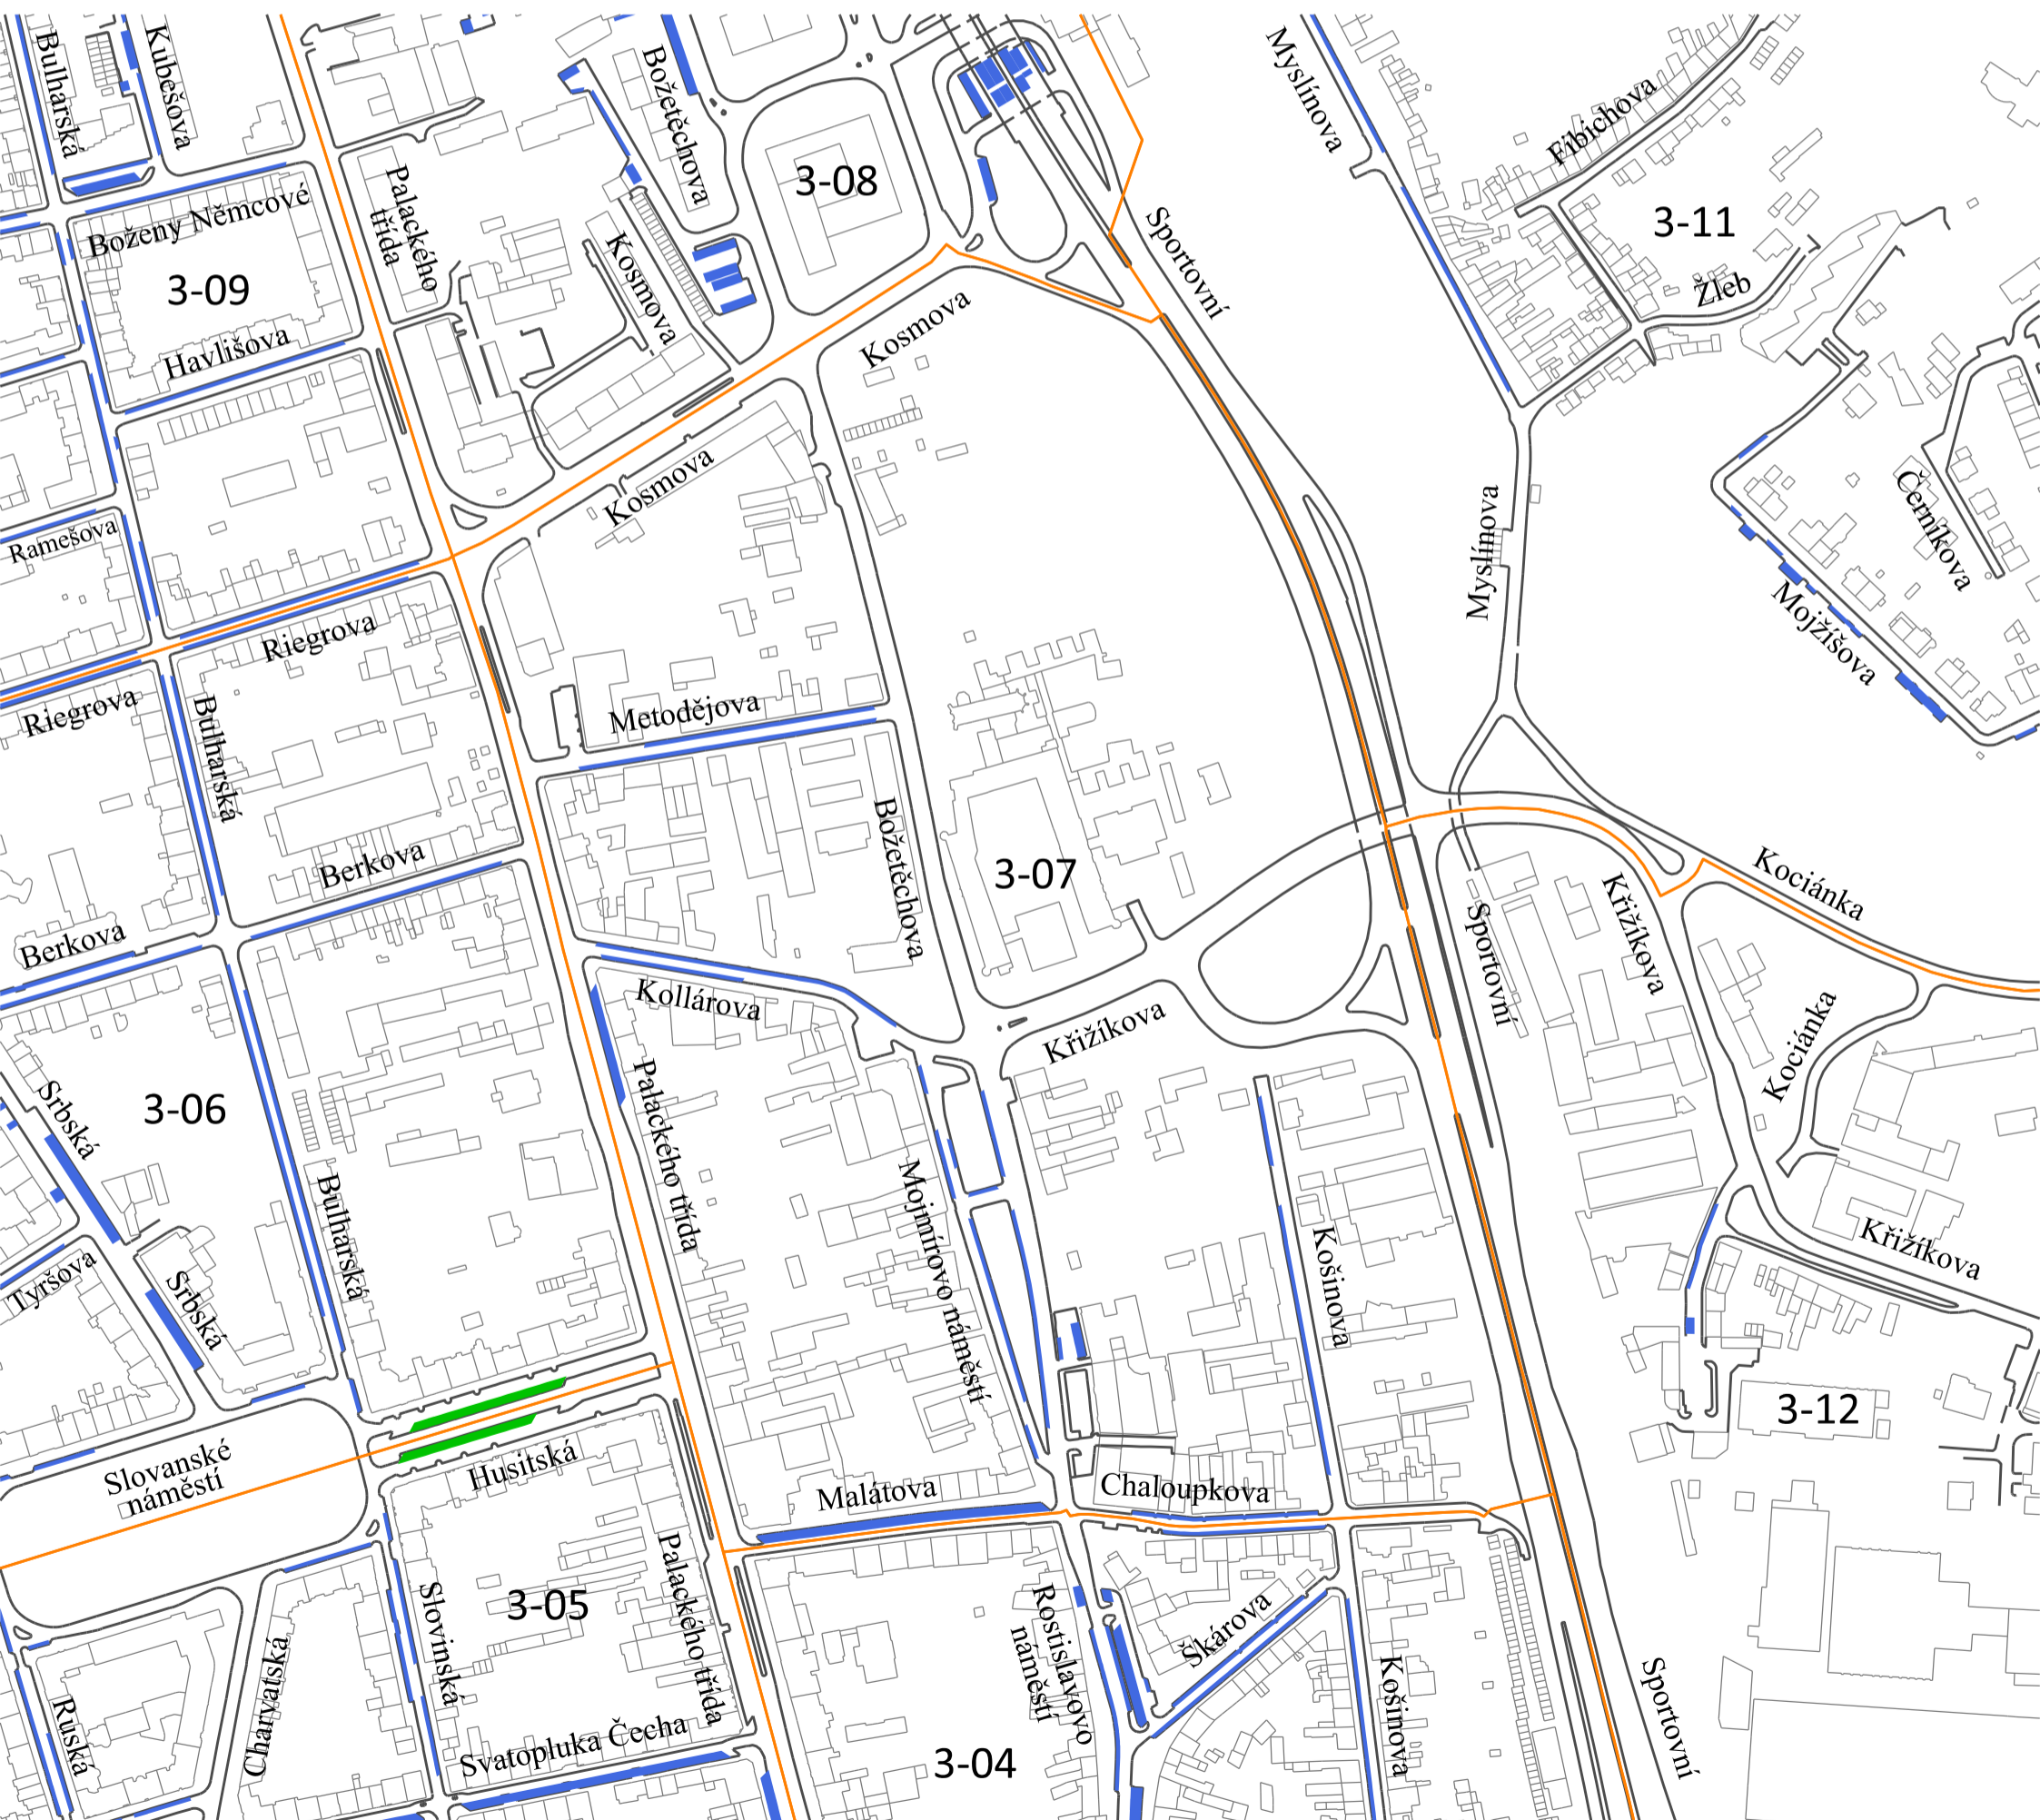 Bulharská
Kubešova
Božetěchova
Myslínova
Fibichova
Palackého
třída
3-08
Sportovní
3-11
Boženy Němcové
3-09
Kosmova
Žleb
Kosmova
Havlišova
Kosmova
Černíkova
Myslínova
Ramešova
Mojžíšova
Riegrova
Riegrova
Bulharská
Metodějova
Berkova
Božetěchova
3-07
Kociánka
Křižíkova
Sportovní
Berkova
Kollárova
Křižíkova
Kociánka
Srbská
3-06
Palackého třída
Bulharská
Mojmírovo náměstí
Košinova
Křižíkova
Tyršova
Srbská
3-12
Slovanské
náměstí
Husitská
Malátova
Chaloupkova
3-05
Slovinská
Palackého třída
Rostislavovo
náměstí
Škárova
Charvatská
Ruská
Košinova
Sportovní
Svatopluka Čecha
3-04